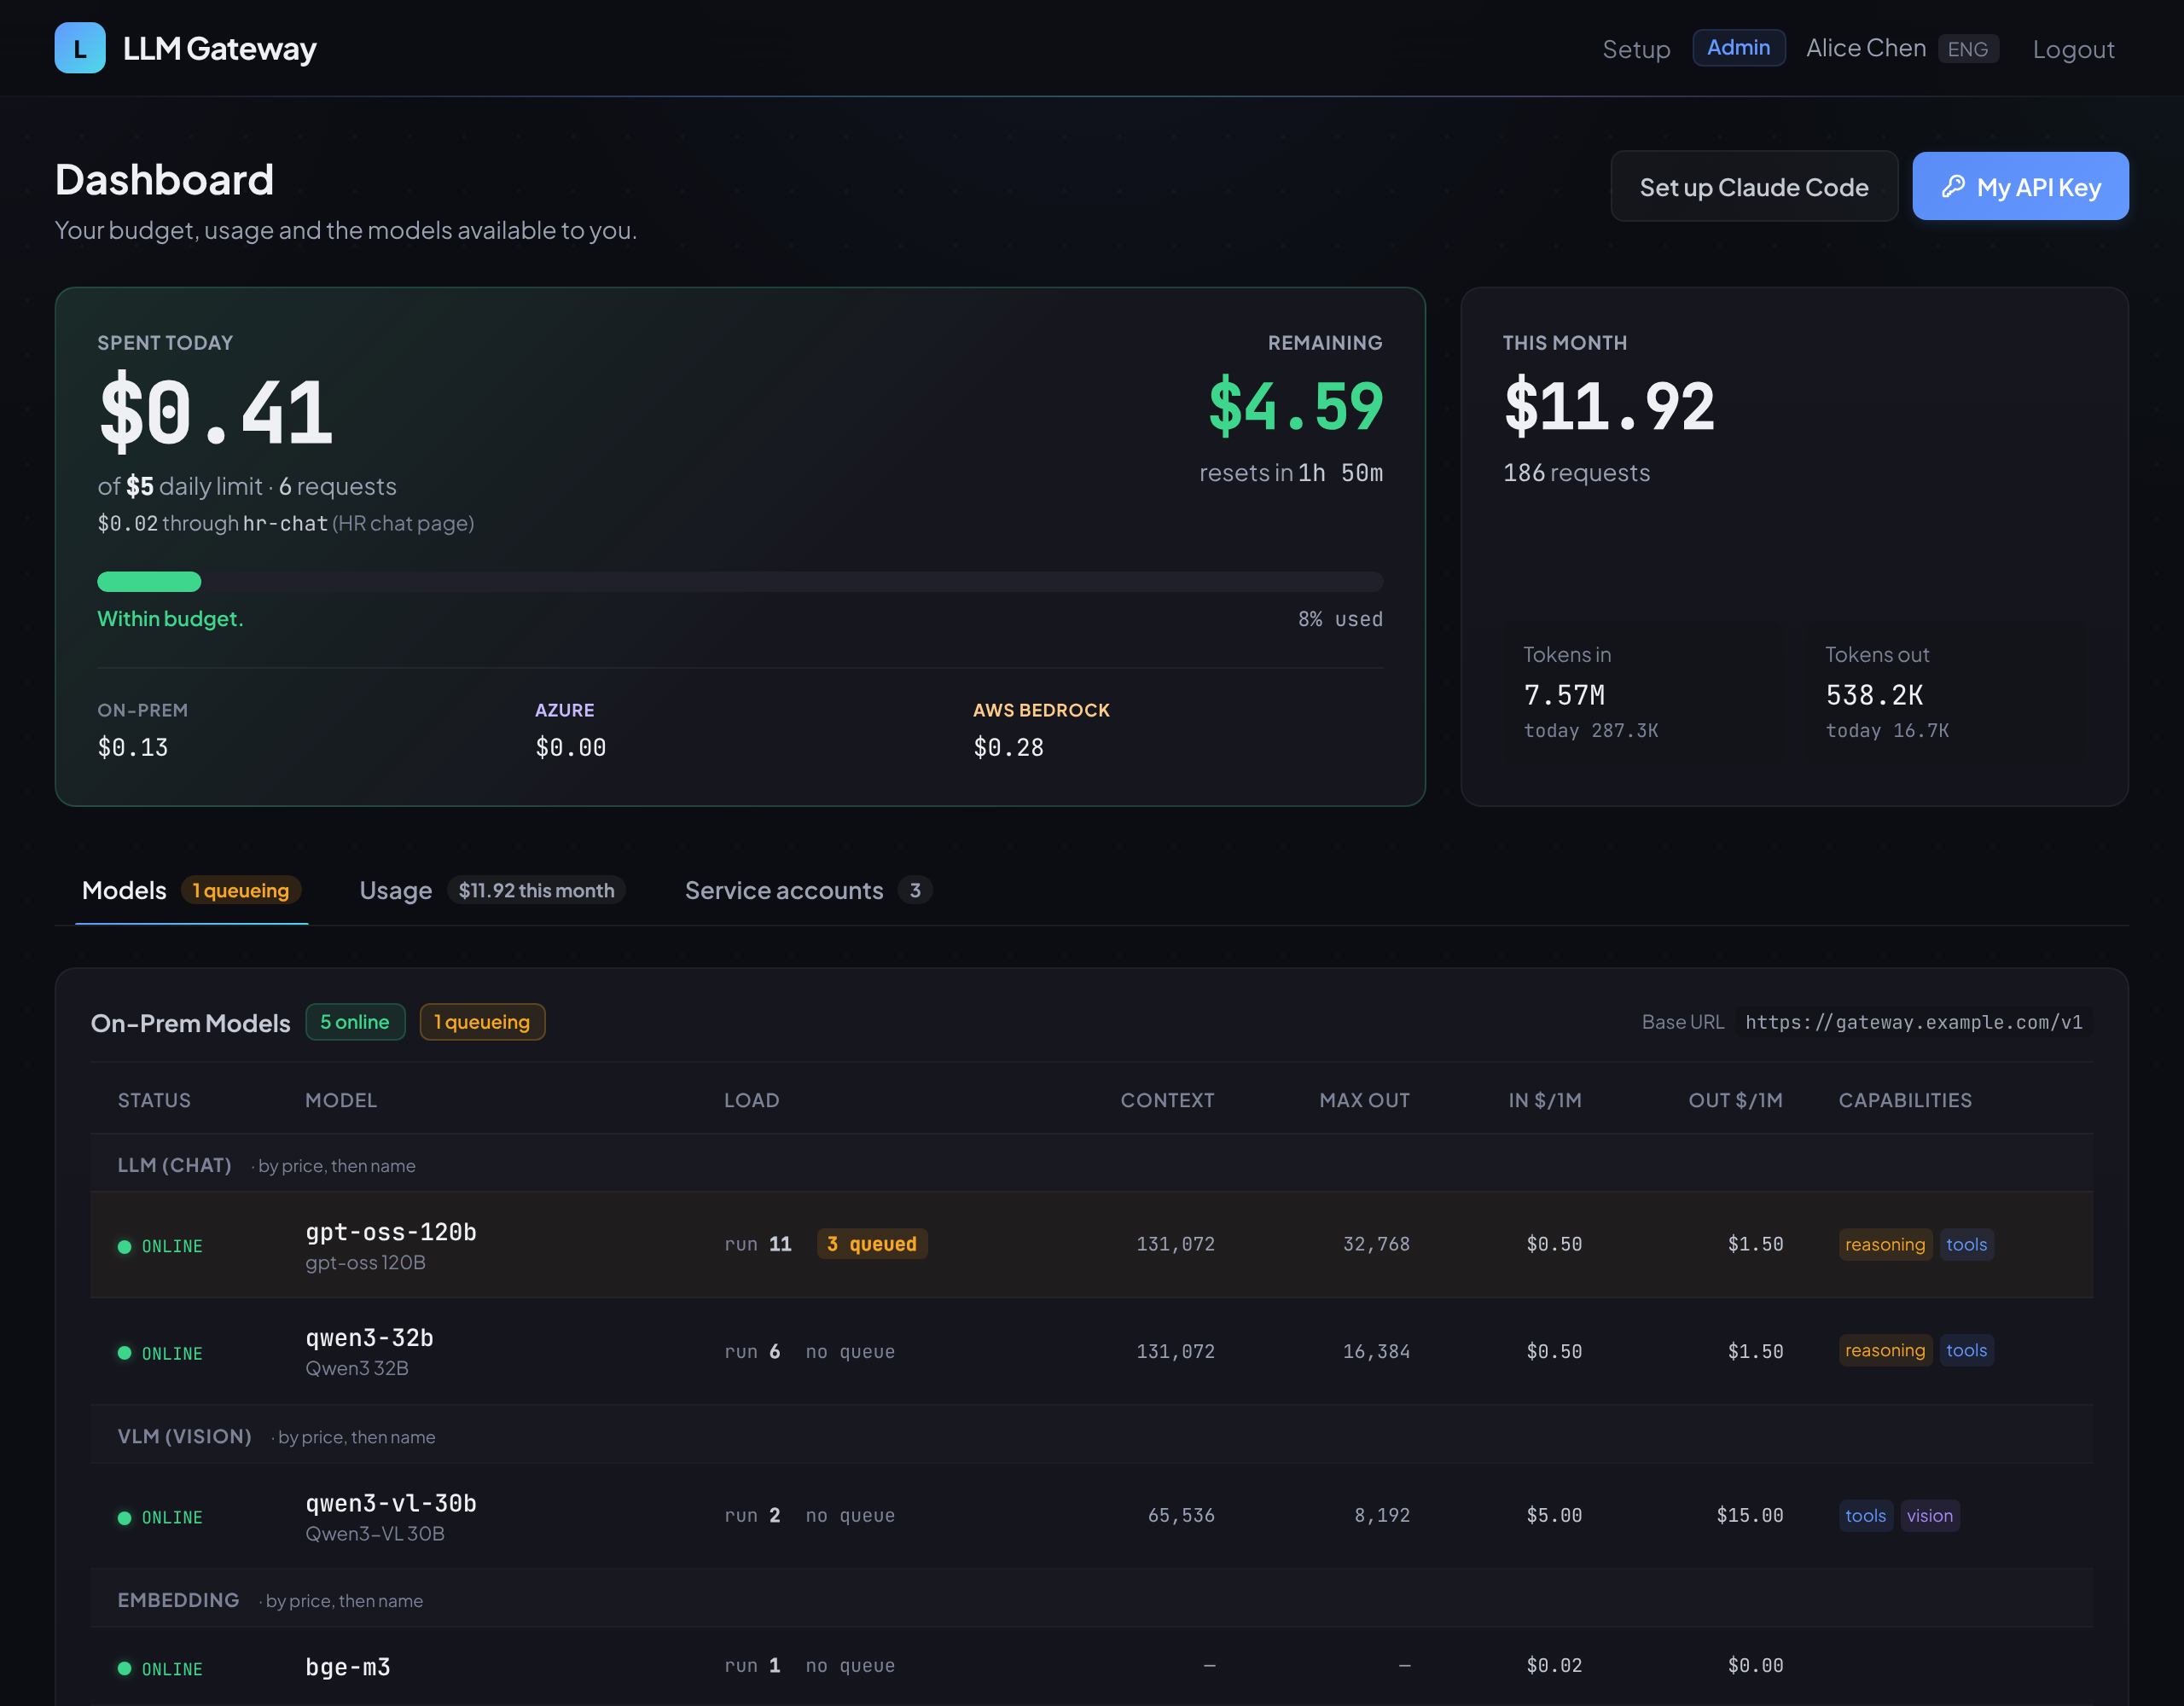 L LLM Gateway Setup Admin Alice Chen ENG Logout
Dashboard
Your budget, usage and the models available to you.
Set up Claude Code My API Key
SPENT TODAY
$0.41
of $5 daily limit · 6 requests
$0.02 through hr-chat (HR chat page)
REMAINING
$4.59
resets in 1h 50m
Within budget. 8% used
ON-PREM AZURE AWS BEDROCK
$0.13 $0.00 $0.28
THIS MONTH
$11.92
186 requests
Tokens in Tokens out
7.57M 538.2K
today 287.3K today 16.7K
Models 1 queueing Usage $11.92 this month Service accounts 3
On-Prem Models 5 online 1 queueing Base URL https://gateway.example.com/v1
STATUS MODEL LOAD CONTEXT MAX OUT IN $/1M OUT $/1M CAPABILITIES
LLM (CHAT) · by price, then name
ONLINE gpt-oss-120b run 11 3 queued 131,072 32,768 $0.50 $1.50 reasoning tools
gpt-oss 120B
ONLINE qwen3-32b run 6 no queue 131,072 16,384 $0.50 $1.50 reasoning tools
Qwen3 32B
VLM (VISION) · by price, then name
ONLINE qwen3-vl-30b run 2 no queue 65,536 8,192 $5.00 $15.00 tools vision
Qwen3-VL 30B
EMBEDDING · by price, then name
ONLINE bge-m3 run 1 no queue — — $0.02 $0.00